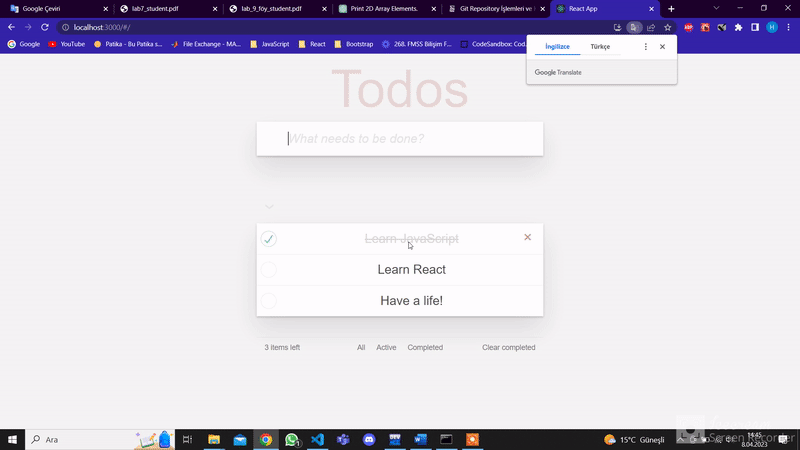 Google Çeviri
lab7_student.pdf
lab_9_föy_student.pdf
Print 2D Array Elements.
Git Repository İşlemleri ve
React App
localhost:3000/#/
Google
YouTube
Patika - Bu Patika s...
File Exchange - MA...
JavaScript
React
Bootstrap
268. FMSS Bilişim F...
CodeSandbox: Cod...
H
İngilizce
Türkçe
Google Translate
Todos
What needs to be done?
Learn JavaScript
Learn React
Have a life!
3 items left
All
Active
Completed
Clear completed
Ara
15°C Güneşli
14:45
8.04.2023
Screen Recorder